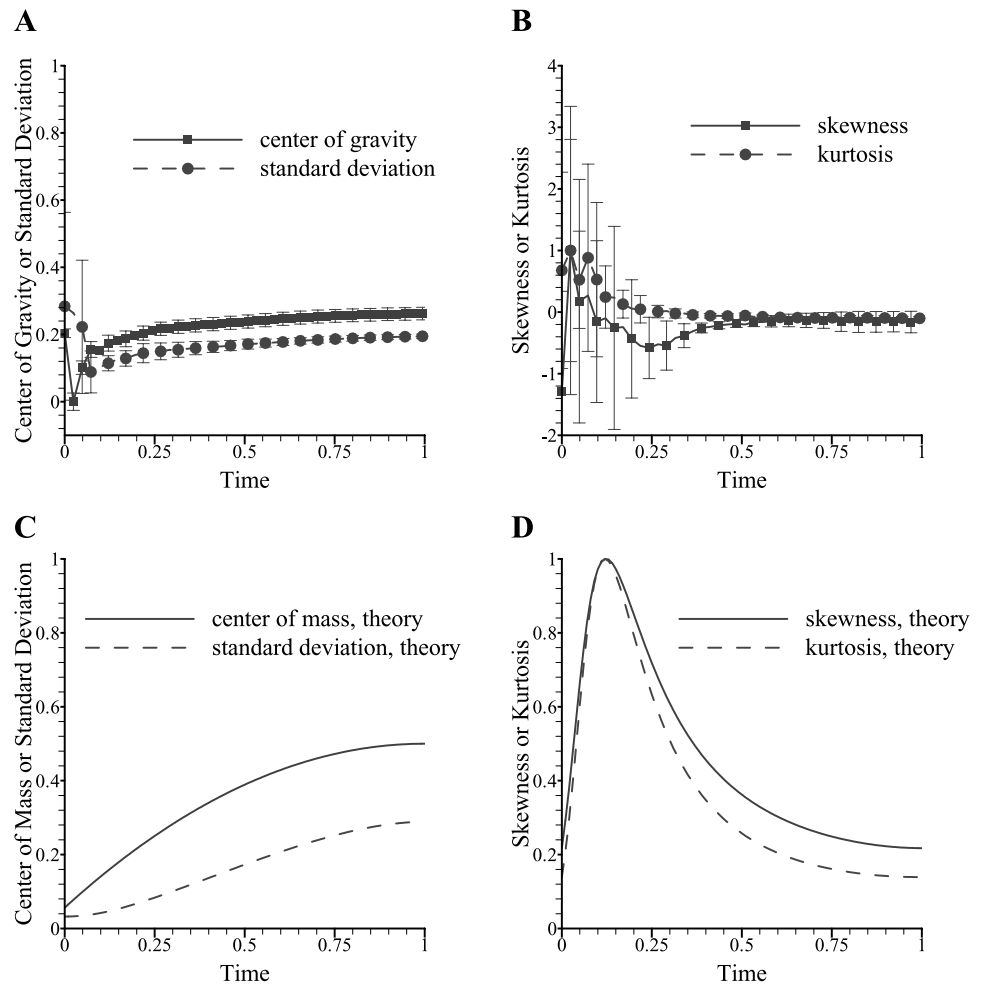 A
Center of Gravity or Standard Deviation
1
0.8
0.6
0.4
0.2
0
center of gravity
standard deviation
0
0.25
0.5
0.75
1
Time
B
Skewness or Kurtosis
4
3
2
1
0
-1
-2
skewness
kurtosis
0
0.25
0.5
0.75
1
Time
C
Center of Mass or Standard Deviation
1
0.8
0.6
0.4
0.2
0
center of mass, theory
standard deviation, theory
0
0.25
0.5
0.75
1
Time
D
Skewness or Kurtosis
1
0.8
0.6
0.4
0.2
0
skewness, theory
kurtosis, theory
0
0.25
0.5
0.75
1
Time